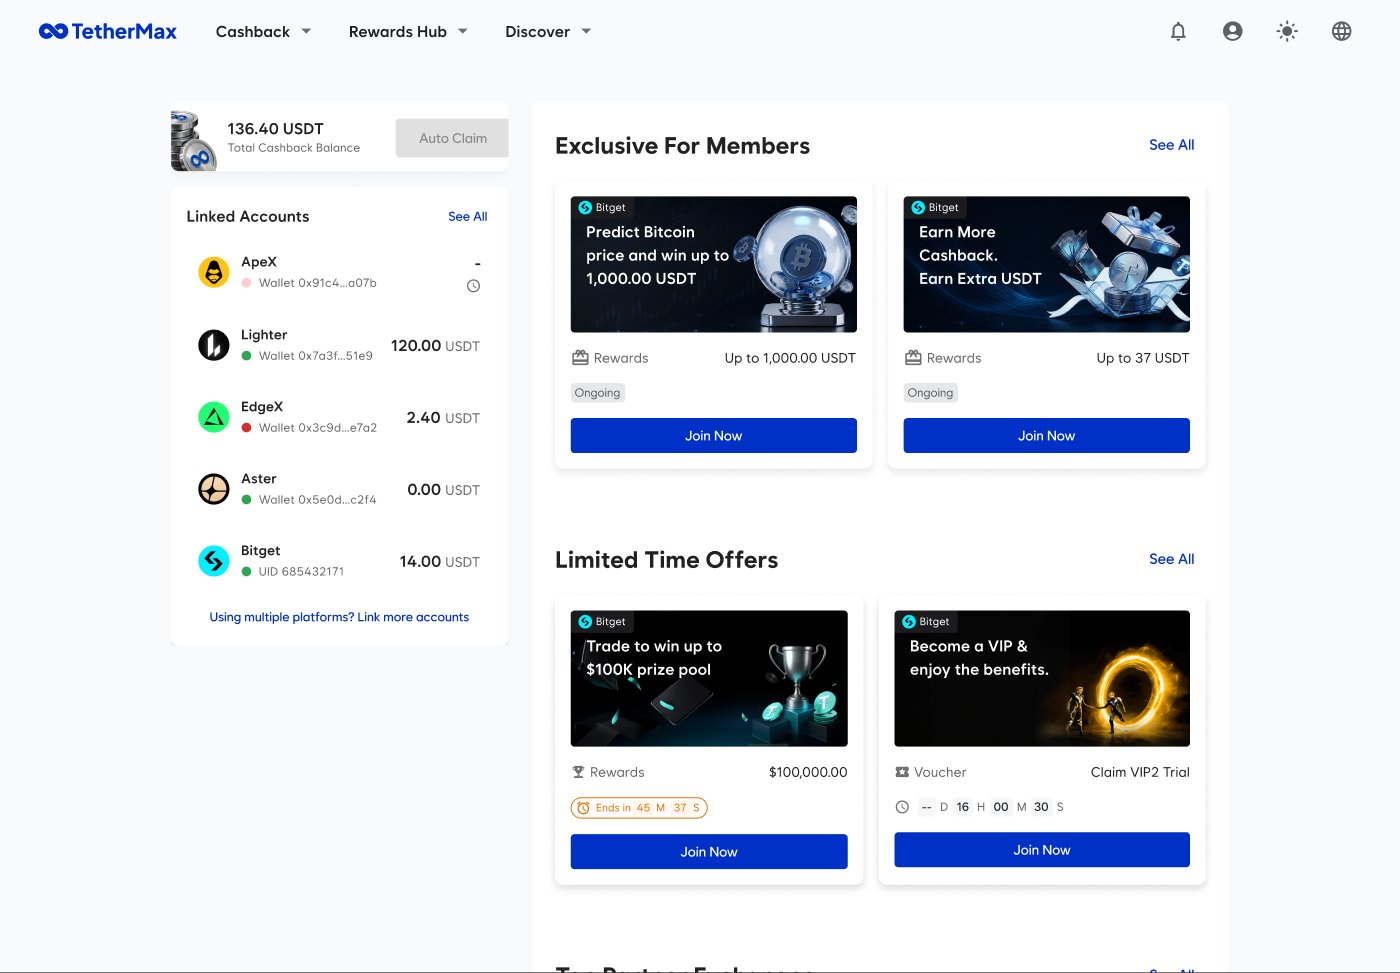 TetherMax
Cashback
Rewards Hub
Discover
136.40 USDT
Total Cashback Balance
Auto Claim
Linked Accounts
See All
ApeX
-
Wallet 0x91c4...a07b
Lighter
Wallet 0x7a3f...51e9
120.00 USDT
EdgeX
Wallet 0x3c9d...e7a2
2.40 USDT
Aster
Wallet 0x5e0d...c2f4
0.00 USDT
Bitget
UID 685432171
14.00 USDT
Using multiple platforms? Link more accounts
Exclusive For Members
See All
Bitget
Predict Bitcoin
price and win up to
1,000.00 USDT
Rewards
Up to 1,000.00 USDT
Ongoing
Join Now
Bitget
Earn More
Cashback.
Earn Extra USDT
Rewards
Up to 37 USDT
Ongoing
Join Now
Limited Time Offers
See All
Bitget
Trade to win up to
$100K prize pool
Rewards
$100,000.00
Ends in 45 M 37 S
Join Now
Bitget
Become a VIP &
enjoy the benefits.
Voucher
Claim VIP2 Trial
-- D 16 H 00 M 30 S
Join Now
Top Partner Exchanges
See All